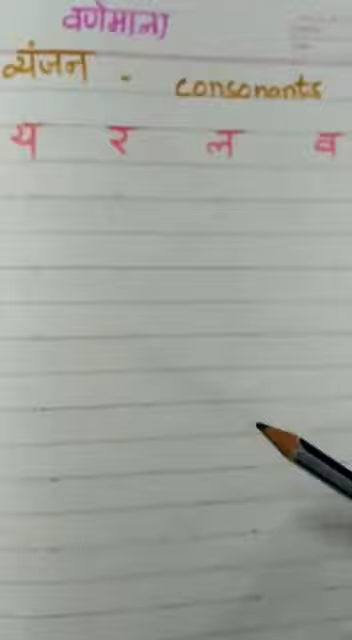 वर्णमाला
व्यंजन - consonants
य र ल व